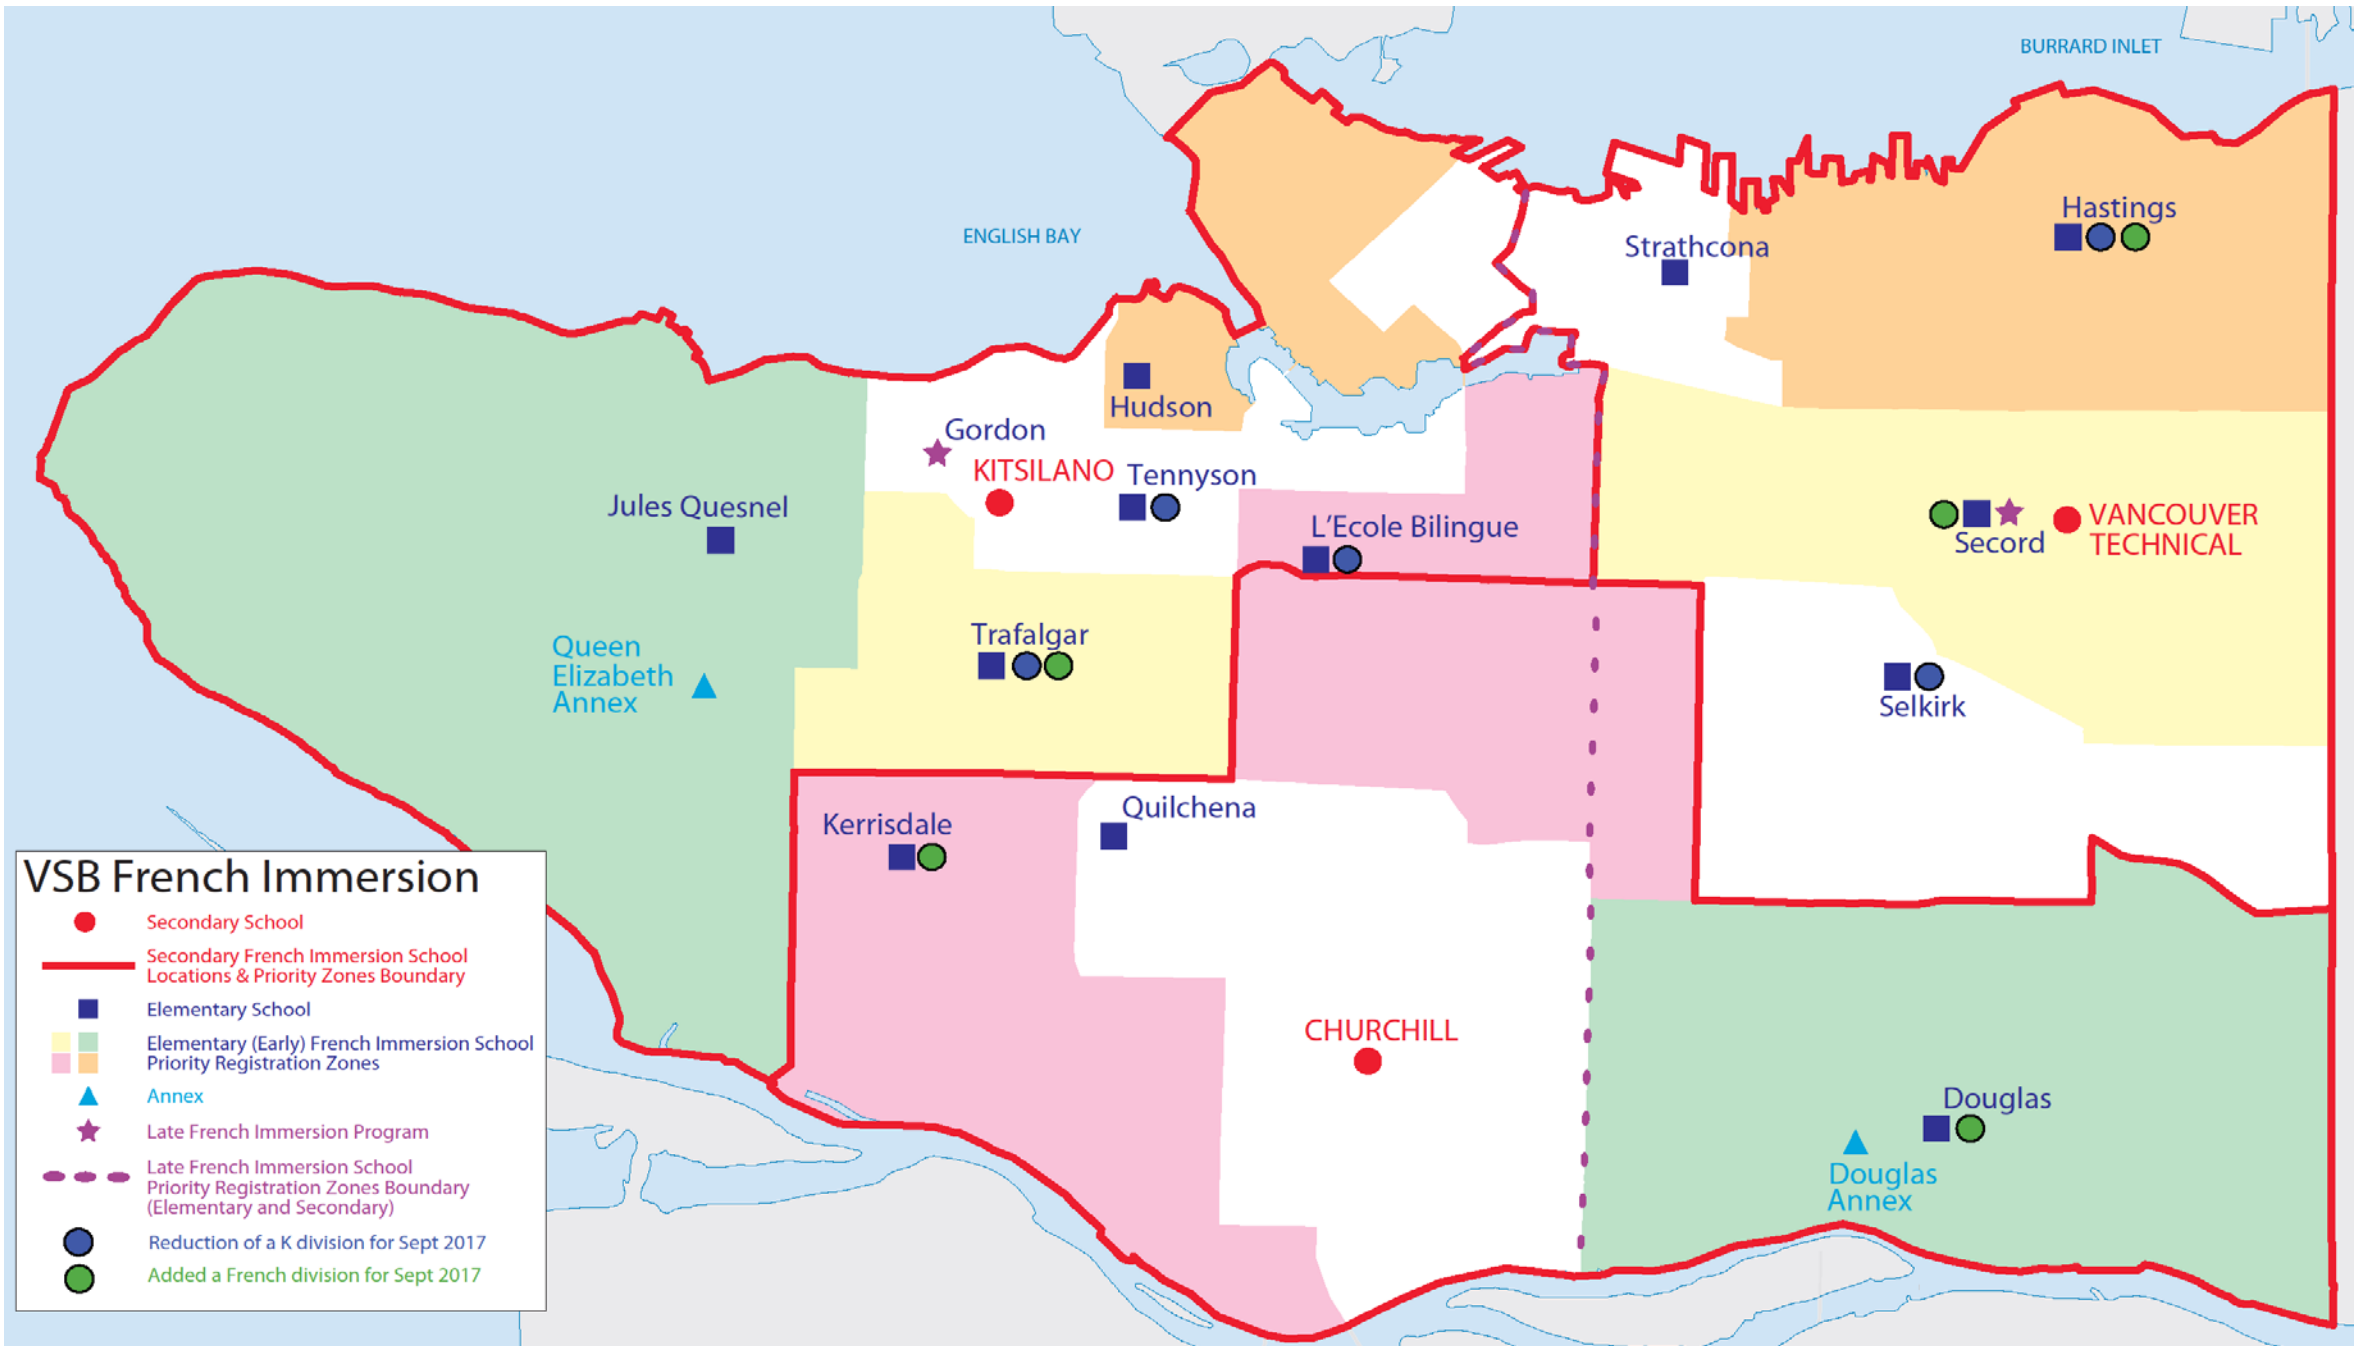 BURRARD INLET
Hastings
ENGLISH BAY
Strathcona
Hudson
Gordon
KITSILANO
Tennyson
Jules Quesnel
L'Ecole Bilingue
VANCOUVER
TECHNICAL
Secord
Trafalgar
Queen
Elizabeth
Annex
Selkirk
Quilchena
Kerrisdale
CHURCHILL
Douglas
Douglas
Annex
VSB French Immersion
Secondary School
Secondary French Immersion School
Locations & Priority Zones Boundary
Elementary School
Elementary (Early) French Immersion School
Priority Registration Zones
Annex
Late French Immersion Program
Late French Immersion School
Priority Registration Zones Boundary
(Elementary and Secondary)
Reduction of a K division for Sept 2017
Added a French division for Sept 2017